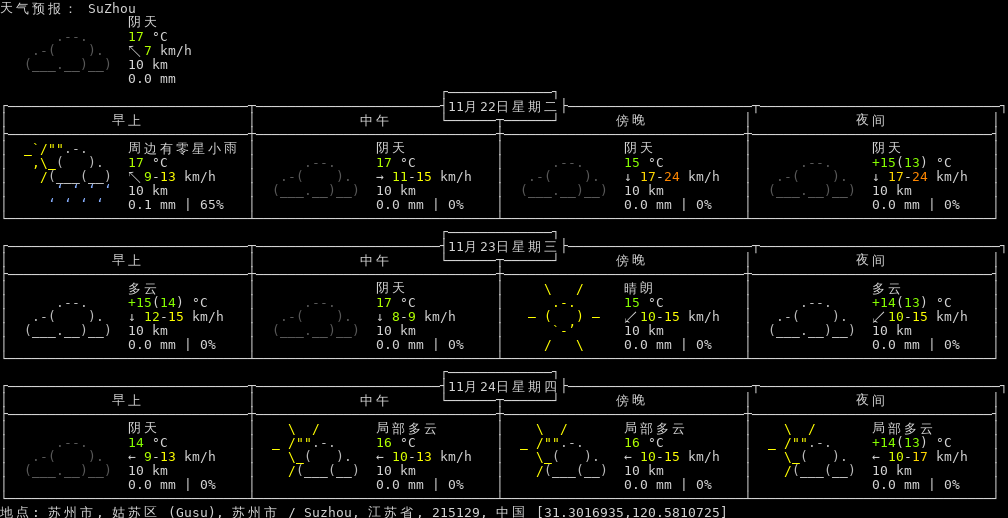 天气预报: SuZhou
阴天
17 °C
↖ 7 km/h
10 km
0.0 mm
11月22日星期二
早上 中午 傍晚 夜间
周边有零星小雨 阴天 阴天 阴天
17 °C 17 °C 15 °C +15(13) °C
↖ 9-13 km/h → 11-15 km/h ↓ 17-24 km/h ↓ 17-24 km/h
10 km 10 km 10 km 10 km
0.1 mm | 65% 0.0 mm | 0% 0.0 mm | 0% 0.0 mm | 0%
11月23日星期三
早上 中午 傍晚 夜间
多云 阴天 晴朗 多云
+15(14) °C 17 °C 15 °C +14(13) °C
↓ 12-15 km/h ↓ 8-9 km/h ↙ 10-15 km/h ↙ 10-15 km/h
10 km 10 km 10 km 10 km
0.0 mm | 0% 0.0 mm | 0% 0.0 mm | 0% 0.0 mm | 0%
11月24日星期四
早上 中午 傍晚 夜间
阴天 局部多云 局部多云 局部多云
14 °C 16 °C 16 °C +14(13) °C
← 9-13 km/h ← 10-13 km/h ← 10-15 km/h ← 10-17 km/h
10 km 10 km 10 km 10 km
0.0 mm | 0% 0.0 mm | 0% 0.0 mm | 0% 0.0 mm | 0%
地点: 苏州市, 姑苏区 (Gusu), 苏州市 / Suzhou, 江苏省, 215129, 中国 [31.3016935,120.5810725]